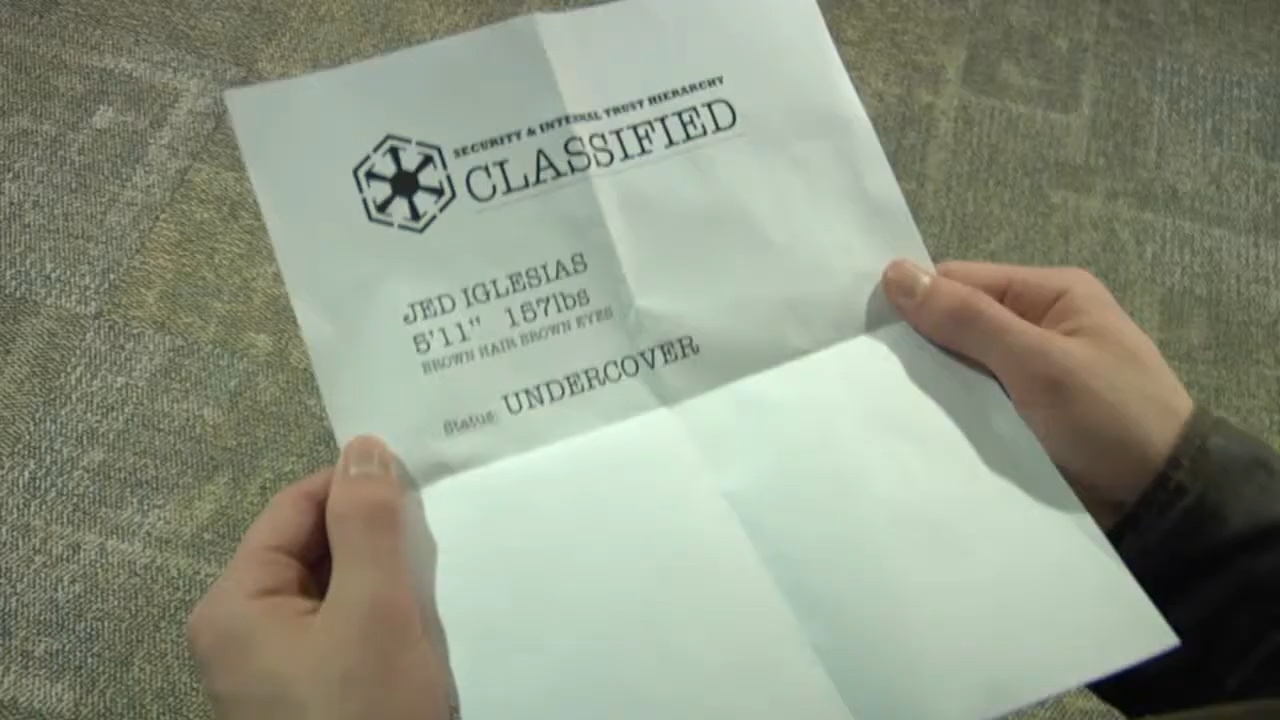 SECURITY & INTERNAL TRUST HIERARCHY
CLASSIFIED
JED IGLESIAS
5'11" 157lbs
BROWN HAIR BROWN EYES
Status: UNDERCOVER